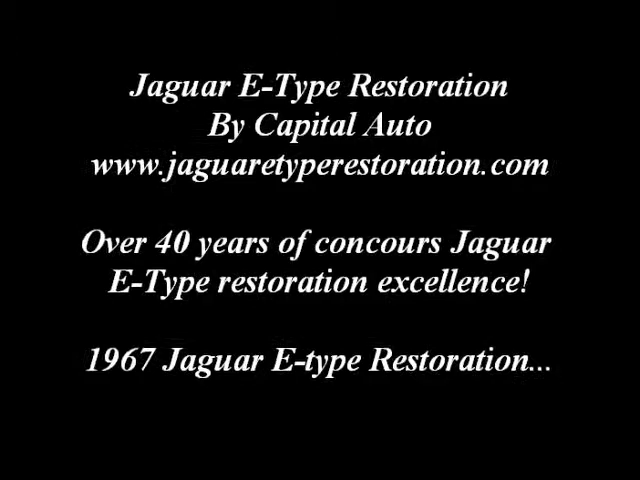 Jaguar E-Type Restoration
By Capital Auto
www.jaguaretyperestoration.com
Over 40 years of concours Jaguar
E-Type restoration excellence!
1967 Jaguar E-type Restoration...